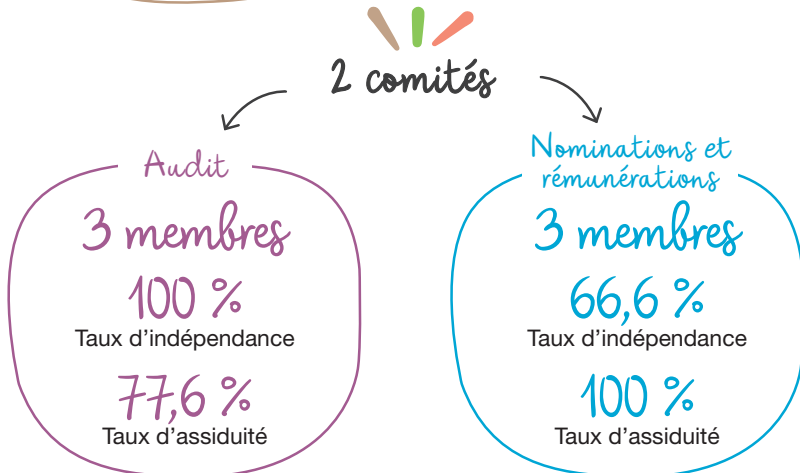 2 comités
Audit
3 membres
100 %
Taux d'indépendance
77,6 %
Taux d'assiduité
Nominations et
rémunérations
3 membres
66,6 %
Taux d'indépendance
100 %
Taux d'assiduité